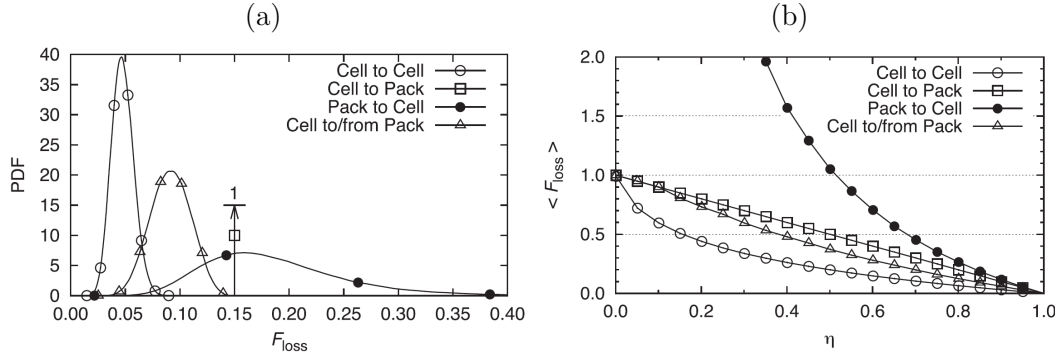 (a)
40
35
30
25
20
15
10
5
0
PDF
0.00 0.05 0.10 0.15 0.20 0.25 0.30 0.35 0.40
F_loss
Cell to Cell
Cell to Pack
Pack to Cell
Cell to/from Pack
1
(b)
2.0
1.5
1.0
0.5
0.0
< F_loss >
0.0 0.2 0.4 0.6 0.8 1.0
η
Cell to Cell
Cell to Pack
Pack to Cell
Cell to/from Pack